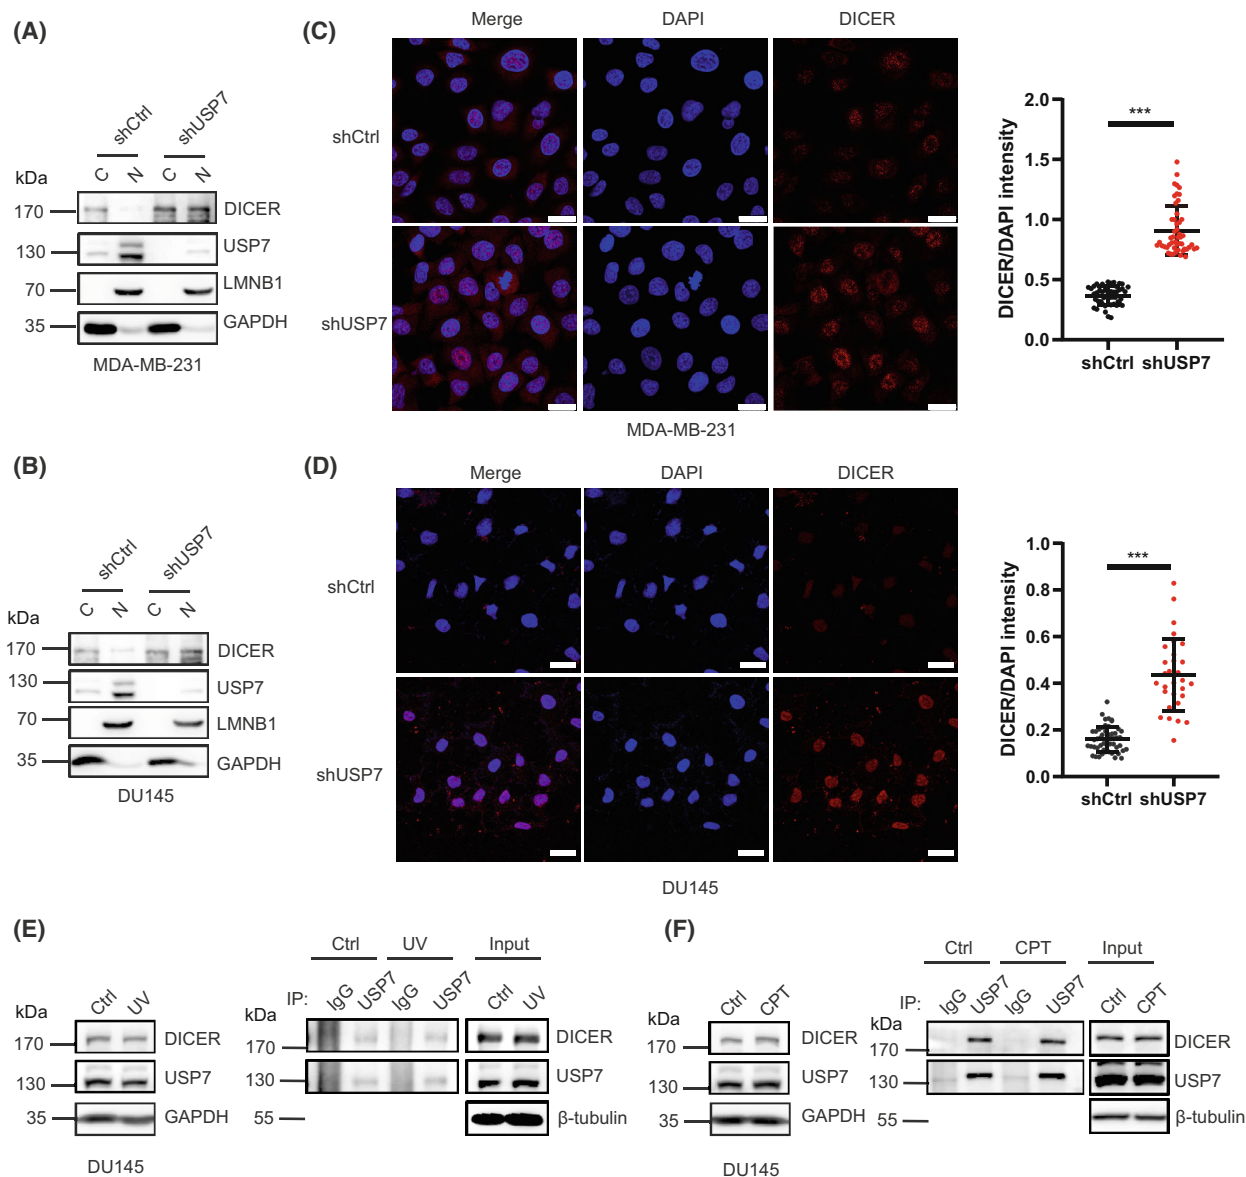 (A)
shCtrl shUSP7
kDa C N C N
170 DICER
130 USP7
70 LMNB1
35 GAPDH
MDA-MB-231
(C)
Merge DAPI DICER
shCtrl
shUSP7
MDA-MB-231
DICER/DAPI intensity
2.0
1.5
1.0
0.5
0.0
***
shCtrl shUSP7
(B)
shCtrl shUSP7
kDa C N C N
170 DICER
130 USP7
70 LMNB1
35 GAPDH
DU145
(D)
Merge DAPI DICER
shCtrl
shUSP7
DU145
DICER/DAPI intensity
1.0
0.8
0.6
0.4
0.2
0.0
***
shCtrl shUSP7
(E)
kDa Ctrl UV
170 DICER
130 USP7
35 GAPDH
DU145
Ctrl UV Input
IP: IgG USP7 IgG USP7 Ctrl UV
kDa
170 DICER
130 USP7
55 β-tubulin
(F)
kDa Ctrl CPT
170 DICER
130 USP7
35 GAPDH
DU145
Ctrl CPT Input
IP: IgG USP7 IgG USP7 Ctrl CPT
kDa
170 DICER
130 USP7
55 β-tubulin